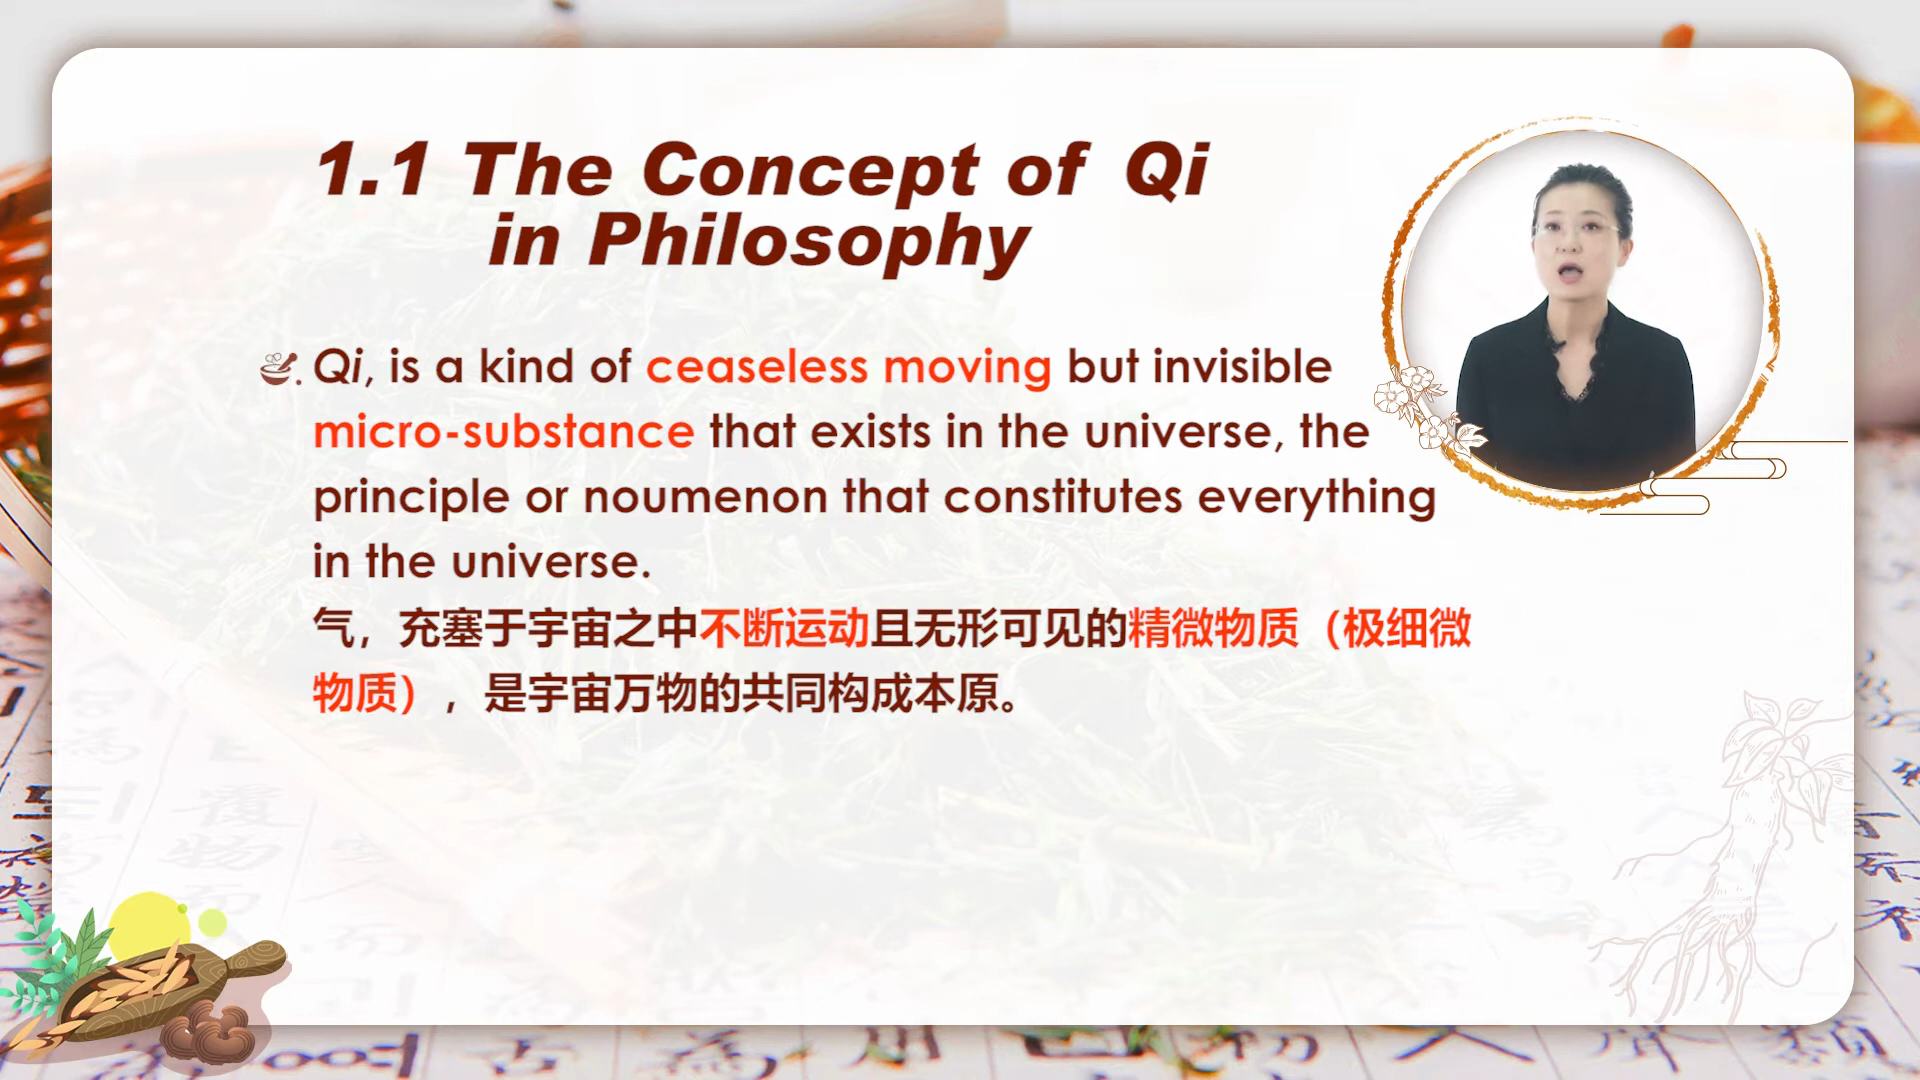 1.1 The Concept of Qi
in Philosophy
Qi, is a kind of ceaseless moving but invisible
micro-substance that exists in the universe, the
principle or noumenon that constitutes everything
in the universe.
气，充塞于宇宙之中不断运动且无形可见的精微物质（极细微
物质），是宇宙万物的共同构成本原。